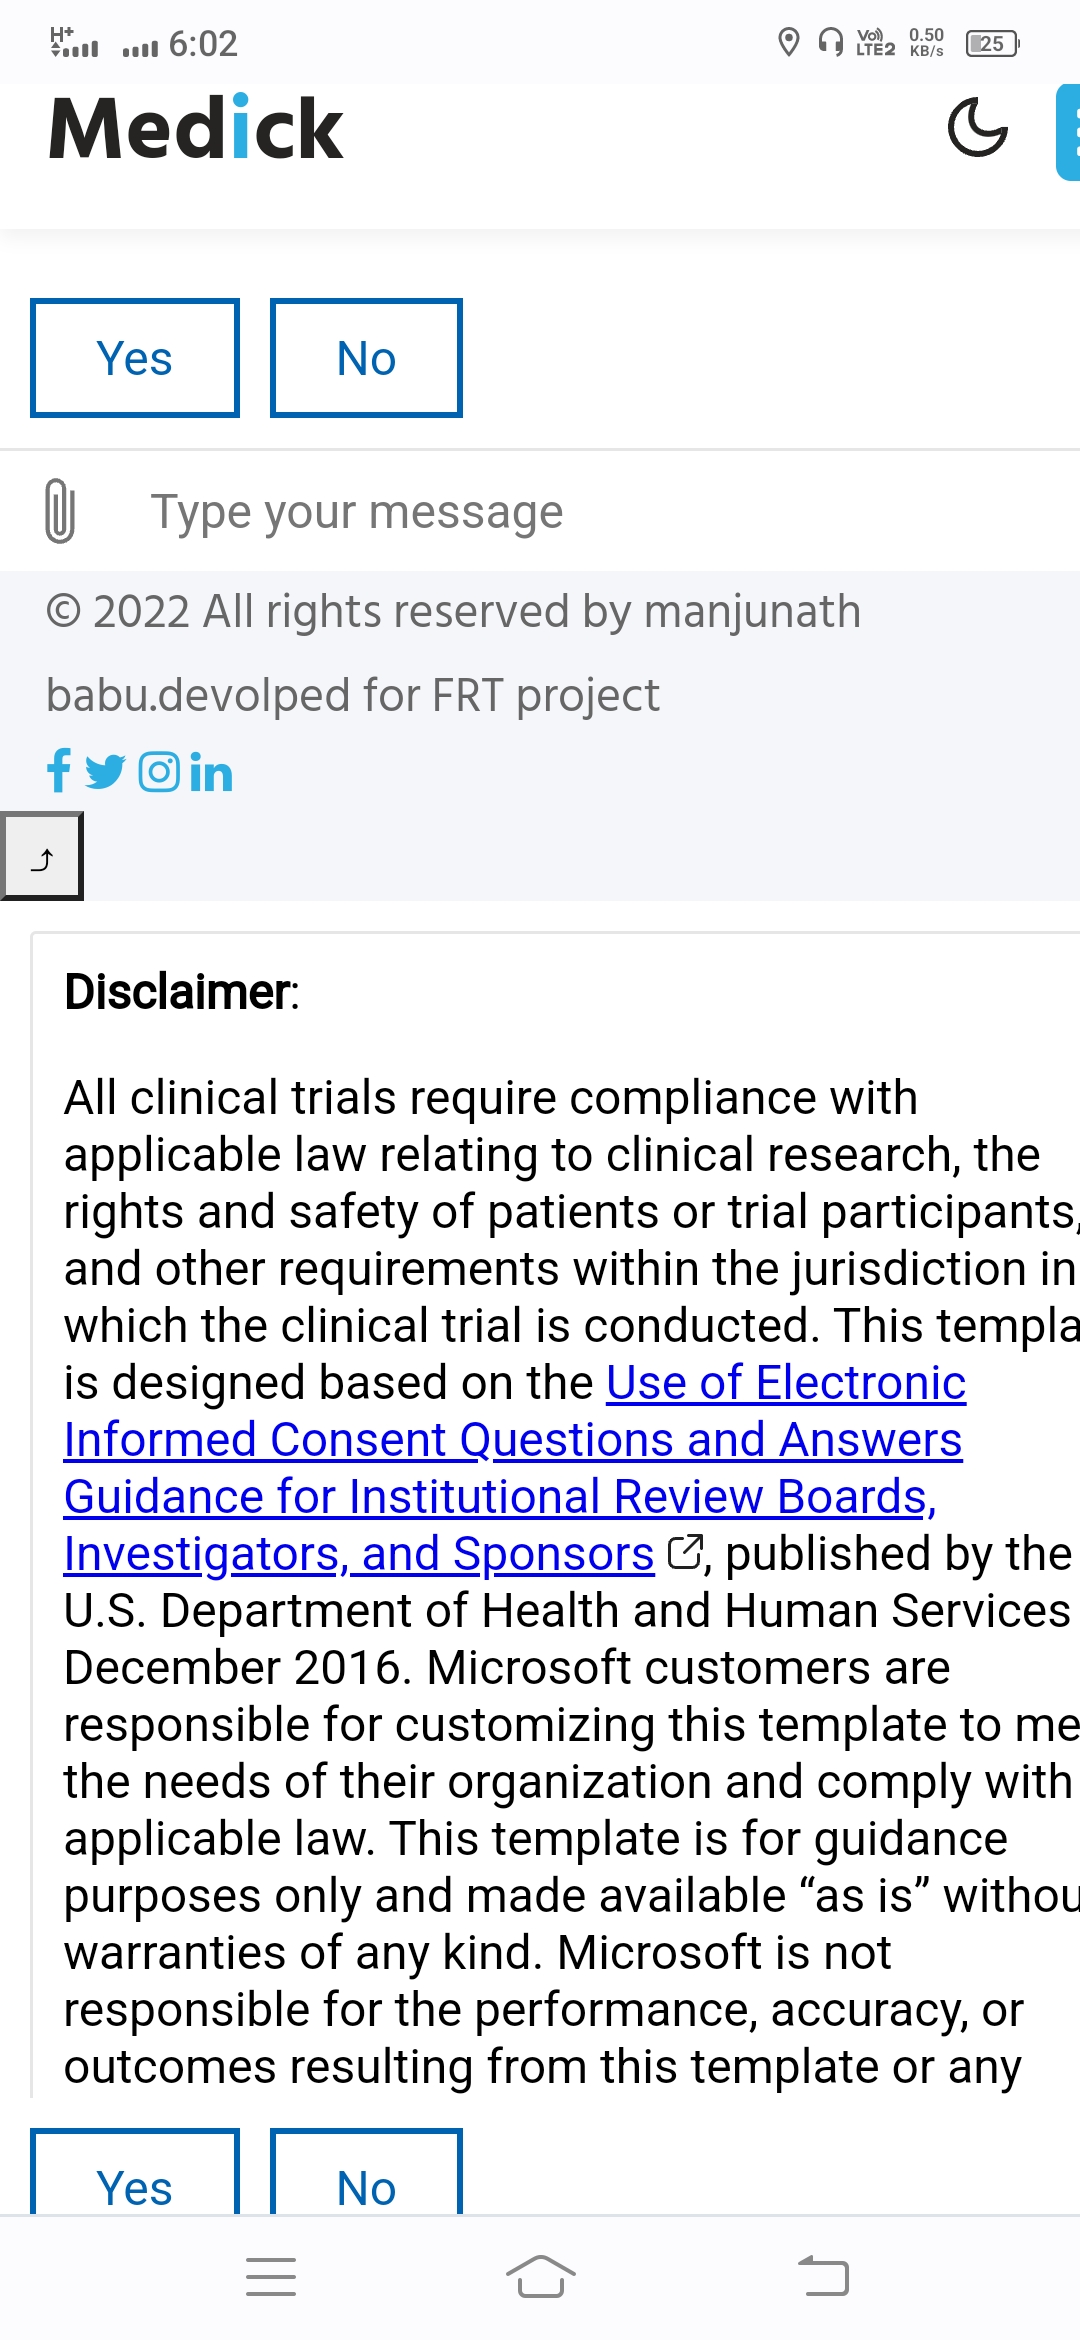 H+ 6:02 Vo)) LTE2 0.50 KB/s 25
Medick
Yes No
Type your message
© 2022 All rights reserved by manjunath
babu.devolped for FRT project
Disclaimer:
All clinical trials require compliance with
applicable law relating to clinical research, the
rights and safety of patients or trial participants,
and other requirements within the jurisdiction in
which the clinical trial is conducted. This templa
is designed based on the Use of Electronic
Informed Consent Questions and Answers
Guidance for Institutional Review Boards,
Investigators, and Sponsors , published by the
U.S. Department of Health and Human Services
December 2016. Microsoft customers are
responsible for customizing this template to me
the needs of their organization and comply with
applicable law. This template is for guidance
purposes only and made available “as is” withou
warranties of any kind. Microsoft is not
responsible for the performance, accuracy, or
outcomes resulting from this template or any
Yes No